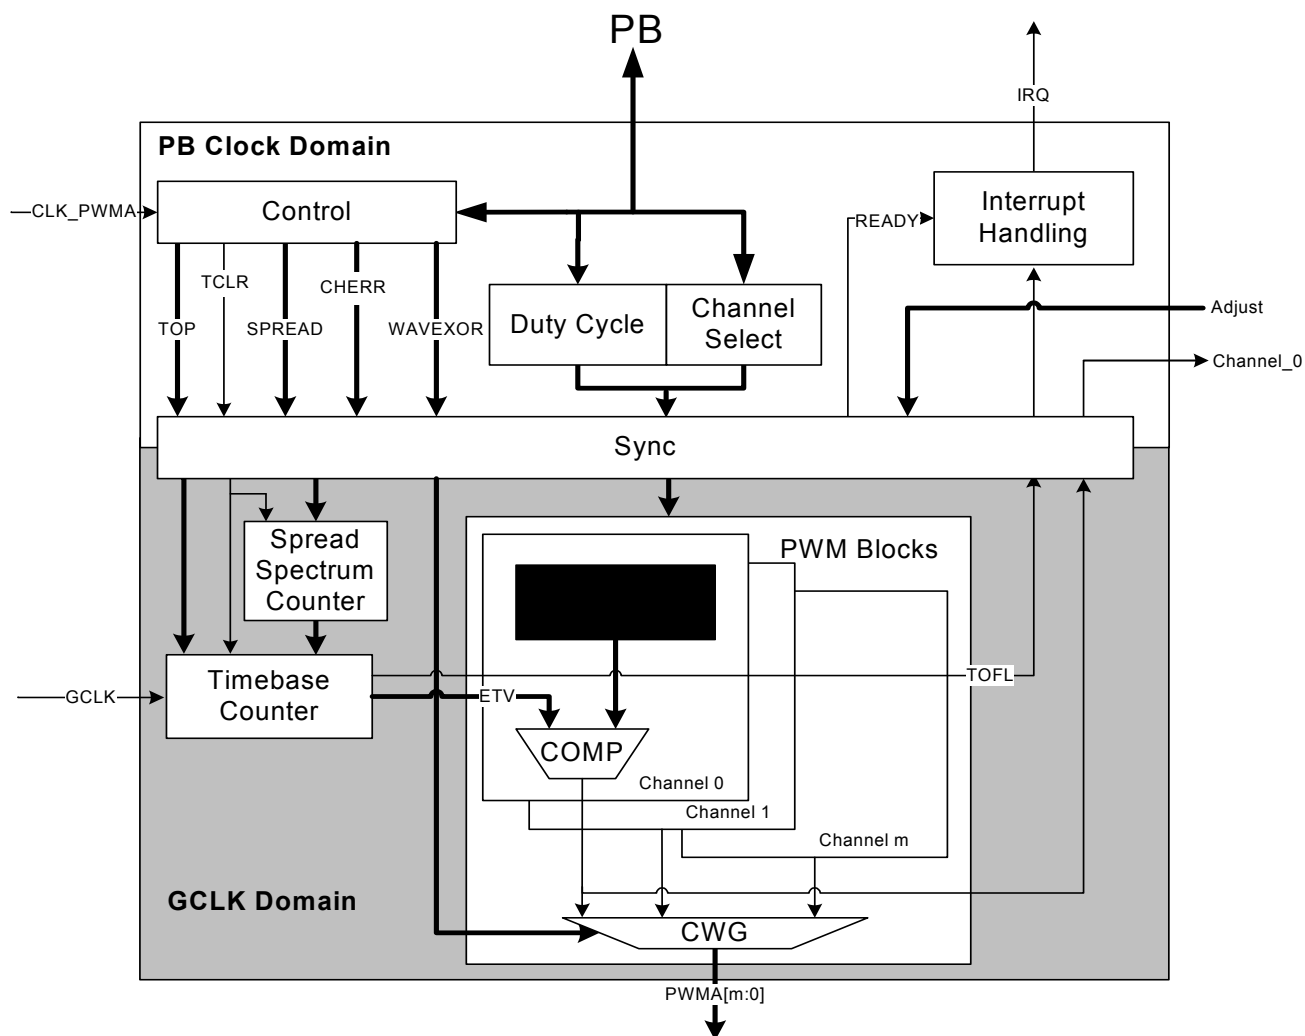 PB
IRQ
PB Clock Domain
CLK_PWMA
Control
Interrupt
Handling
READY
TCLR
CHERR
TOP
SPREAD
WAVEXOR
Duty Cycle
Channel
Select
Adjust
Channel_0
Sync
Spread
Spectrum
Counter
PWM Blocks
Timebase
Counter
GCLK
ETV
TOFL
COMP
Channel 0
Channel 1
Channel m
GCLK Domain
CWG
PWMA[m:0]